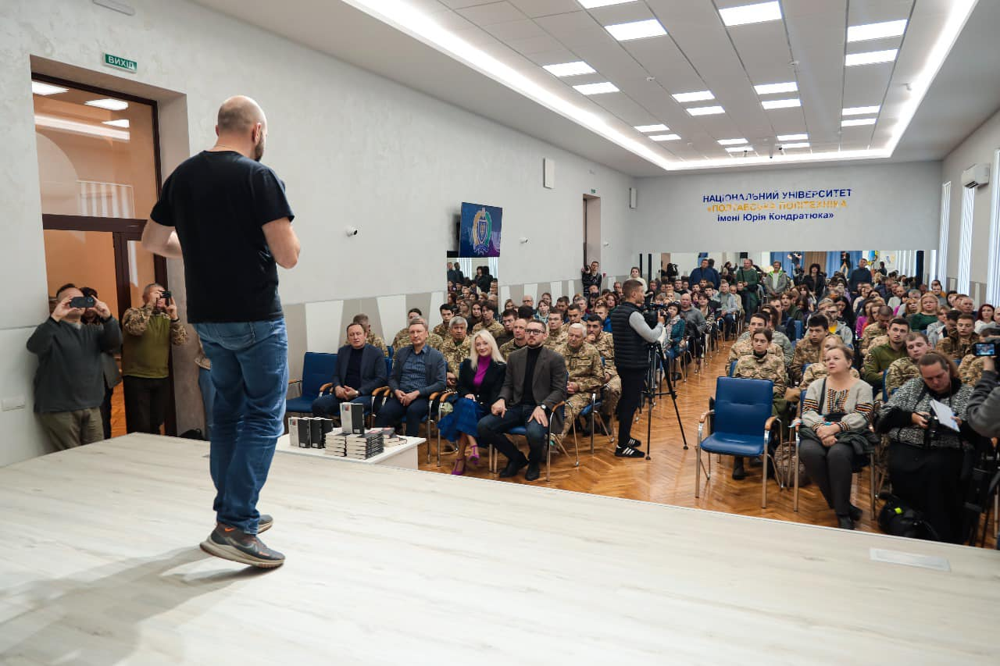 ВИХІД
НАЦІОНАЛЬНИЙ УНІВЕРСИТЕТ
«ПОЛТАВСЬКА ПОЛІТЕХНІКА
імені Юрія Кондратюка»